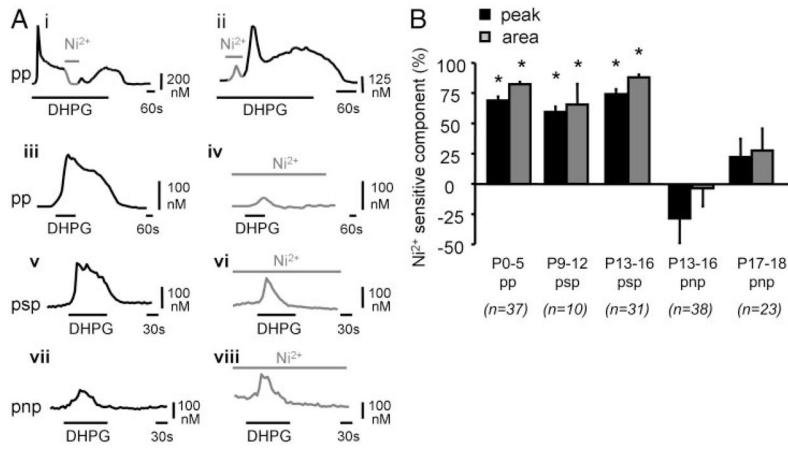 A
i
Ni²⁺
pp
200
nM
DHPG
60s
ii
Ni²⁺
125
nM
DHPG
60s
iii
pp
100
nM
DHPG
60s
iv
Ni²⁺
100
nM
DHPG
60s
v
psp
100
nM
DHPG
30s
vi
Ni²⁺
100
nM
DHPG
30s
vii
pnp
100
nM
DHPG
30s
viii
Ni²⁺
100
nM
DHPG
30s
B
peak
area
Ni²⁺ sensitive component (%)
100
75
50
25
0
-25
-50
* * * * * *
P0-5 P9-12 P13-16 P13-16 P17-18
pp psp psp pnp pnp
(n=37) (n=10) (n=31) (n=38) (n=23)